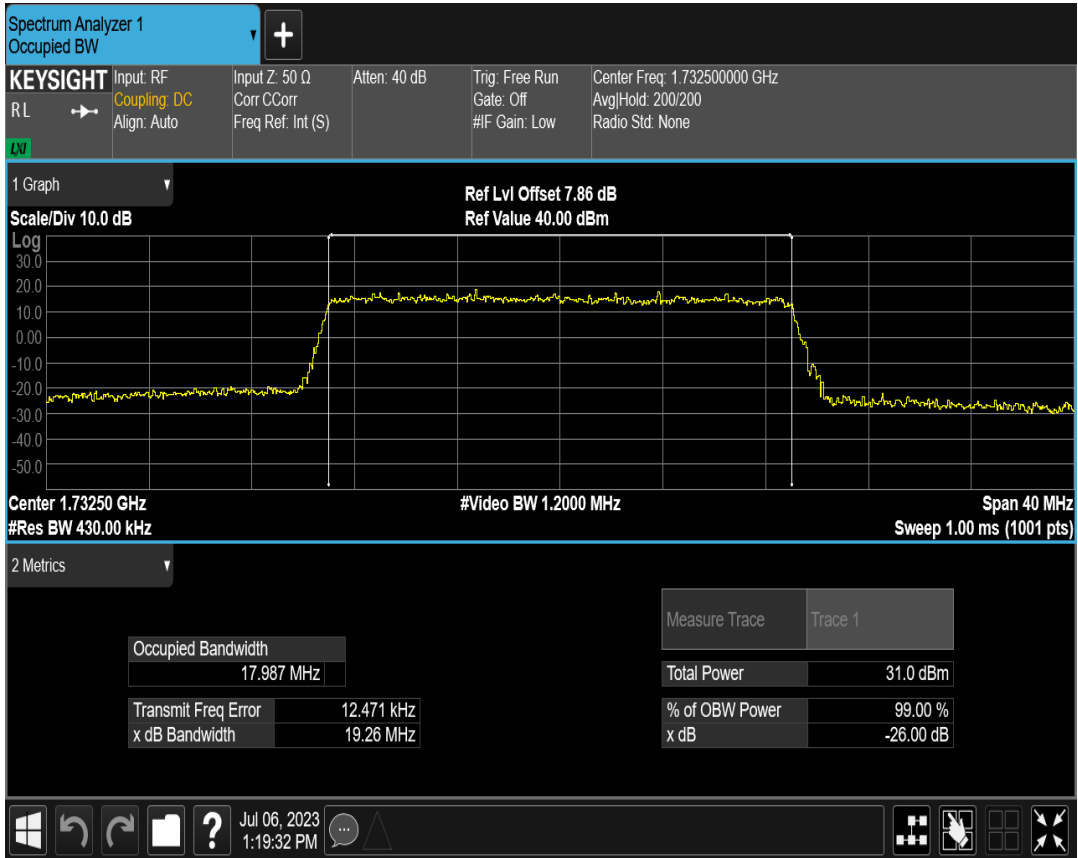 Spectrum Analyzer 1
Occupied BW
KEYSIGHT
R L
LXI
Input: RF
Coupling: DC
Align: Auto
Input Z: 50 Ω
Corr CCorr
Freq Ref: Int (S)
Atten: 40 dB
Trig: Free Run
Gate: Off
#IF Gain: Low
Center Freq: 1.732500000 GHz
Avg|Hold: 200/200
Radio Std: None
1 Graph
Scale/Div 10.0 dB
Ref Lvl Offset 7.86 dB
Ref Value 40.00 dBm
Log
30.0
20.0
10.0
0.00
-10.0
-20.0
-30.0
-40.0
-50.0
Center 1.73250 GHz
#Video BW 1.2000 MHz
Span 40 MHz
#Res BW 430.00 kHz
Sweep 1.00 ms (1001 pts)
2 Metrics
Measure Trace Trace 1
Occupied Bandwidth
17.987 MHz
Total Power 31.0 dBm
Transmit Freq Error 12.471 kHz
% of OBW Power 99.00 %
x dB Bandwidth 19.26 MHz
x dB -26.00 dB
Jul 06, 2023
1:19:32 PM